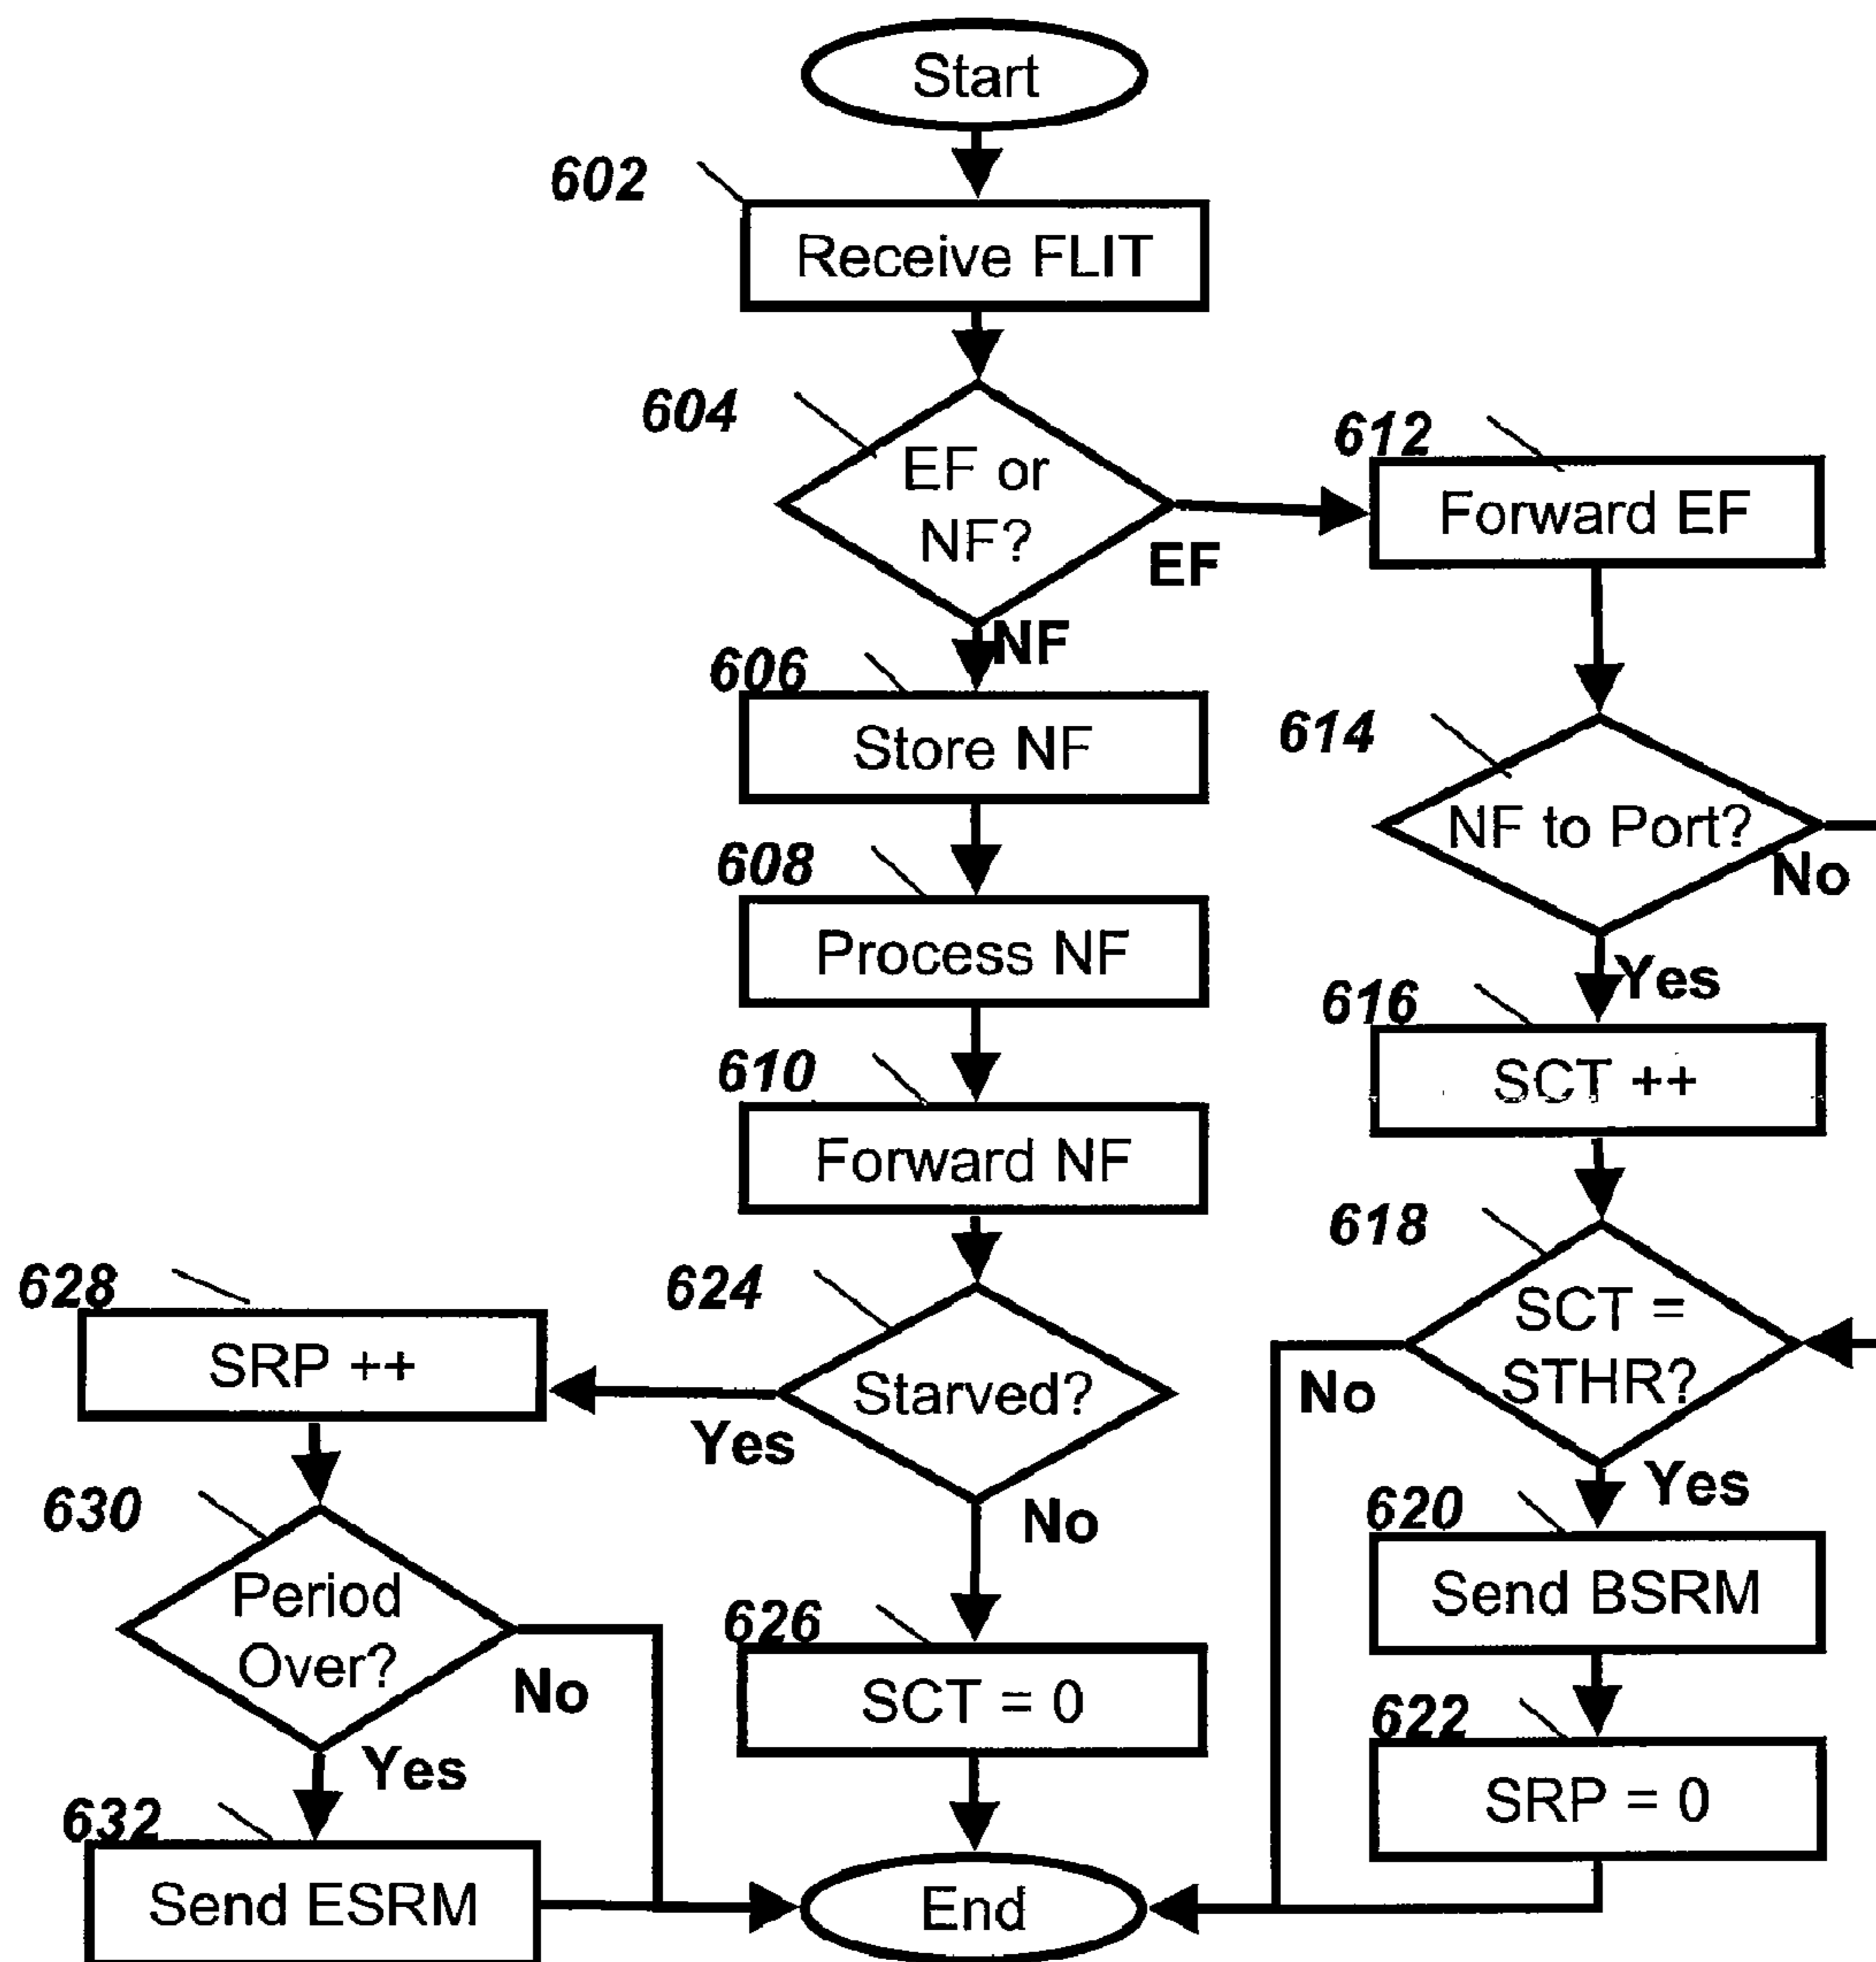 Start
602
Receive FLIT
604
EF or
NF?
EF
NF
612
Forward EF
606
Store NF
614
NF to Port?
No
Yes
608
Process NF
616
SCT ++
610
Forward NF
618
SCT =
STHR?
No
Yes
624
Starved?
Yes
No
628
SRP ++
630
Period
Over?
No
Yes
620
Send BSRM
626
SCT = 0
622
SRP = 0
632
Send ESRM
End